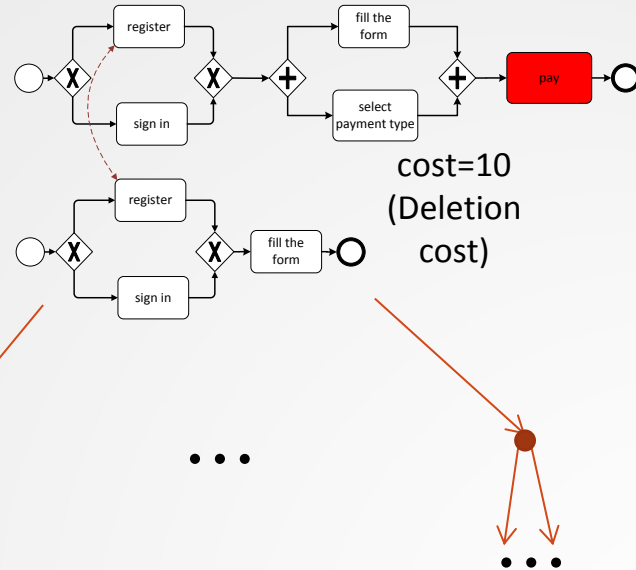 register
X
X
sign in
+
fill the
form
select
payment type
+
pay
cost=10
(Deletion
cost)
register
X
X
sign in
fill the
form